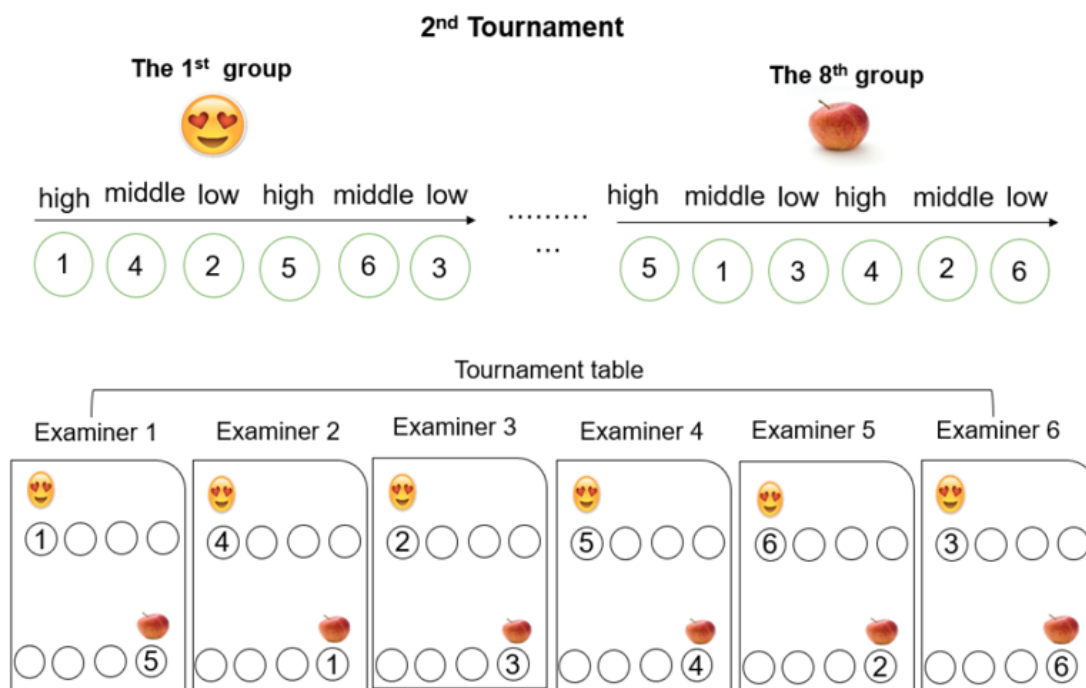 2nd Tournament
The 1st group
The 8th group
high middle low high middle low
high middle low high middle low
.........
...
1 4 2 5 6 3
5 1 3 4 2 6
Tournament table
Examiner 1 Examiner 2 Examiner 3 Examiner 4 Examiner 5 Examiner 6
1 4 2 5 6 3
5 1 3 4 2 6